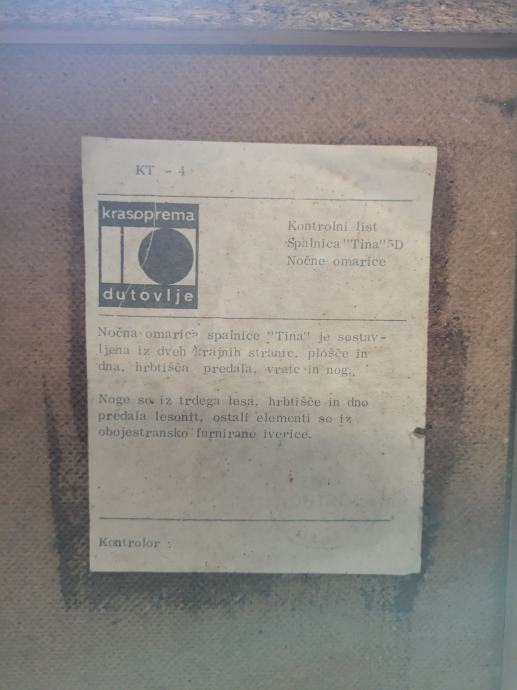 KT - 4
krasoprema
dutovlje
Kontrolni list
Spalnica "Tina" 5D
Nočne omarice
Nočna omarica spalnice "Tina" je sestav-
ljena iz dveh krajnih stranic, plošče in
dna, hrbtišča, predala, vratc in nog.
Noge so iz trdega lesa, hrbtišče in dno
predala lesonit, ostali elementi so iz
obojestransko furnirane iverice.
Kontrolor :